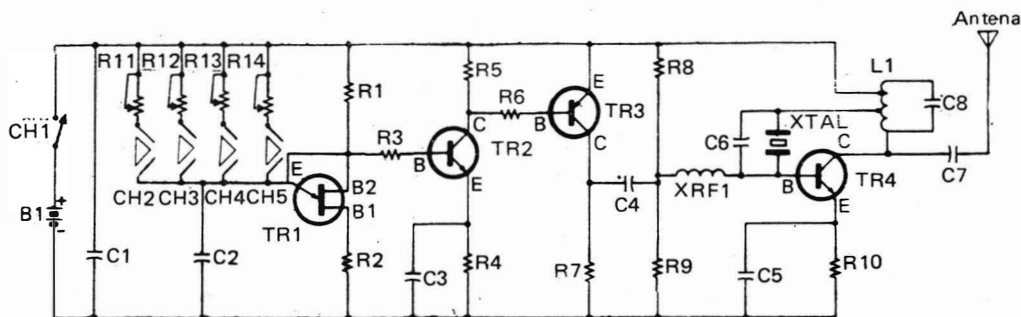 Antena
R11 R12 R13 R14 R1 R5 R6 E TR3 R8 L1 C8
CH1 R3 C B C C6 XTAL
B TR2 C
E E C4 XRF1 B TR4 C7
CH2 CH3 CH4 CH5 B2 E
B1 + - TR1 B1
C1 C2 R2 C3 R4 R7 R9 C5 R10